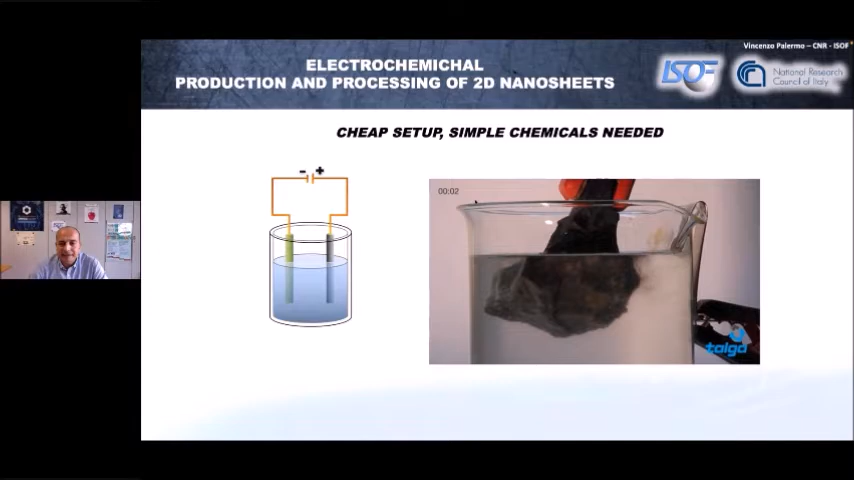 Vincenzo Palermo – CNR - ISOF
ELECTROCHEMICHAL
PRODUCTION AND PROCESSING OF 2D NANOSHEETS
ISOF
National Research
Council of Italy
CHEAP SETUP, SIMPLE CHEMICALS NEEDED
- +
00:02
talga